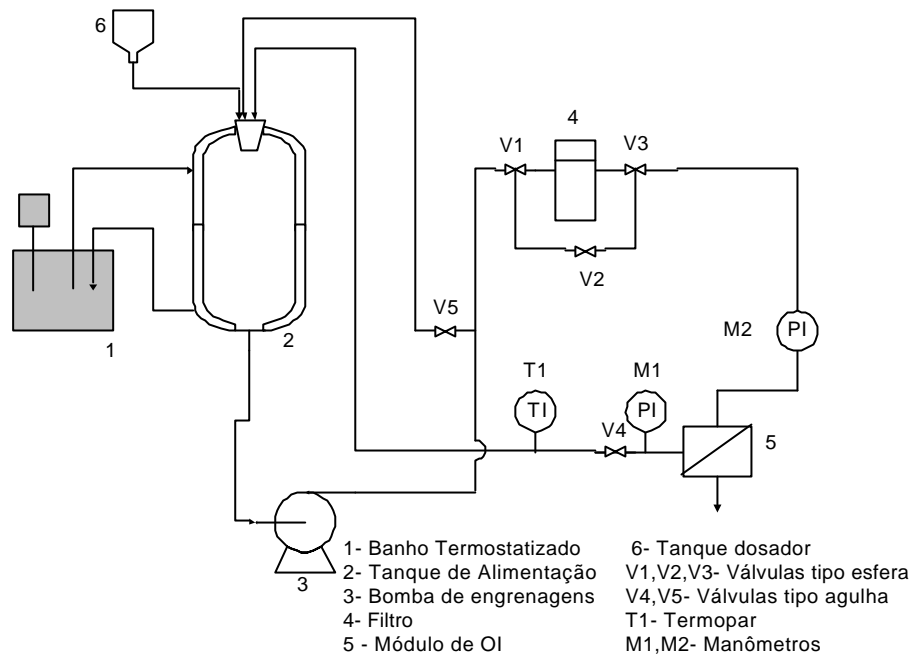 6
4
V1
V3
V2
V5
1
2
M2
PI
T1
M1
TI
PI
V4
5
3
1- Banho Termostatizado
2- Tanque de Alimentação
3- Bomba de engrenagens
4- Filtro
5 - Módulo de OI
6- Tanque dosador
V1,V2,V3- Válvulas tipo esfera
V4,V5- Válvulas tipo agulha
T1- Termopar
M1,M2- Manômetros